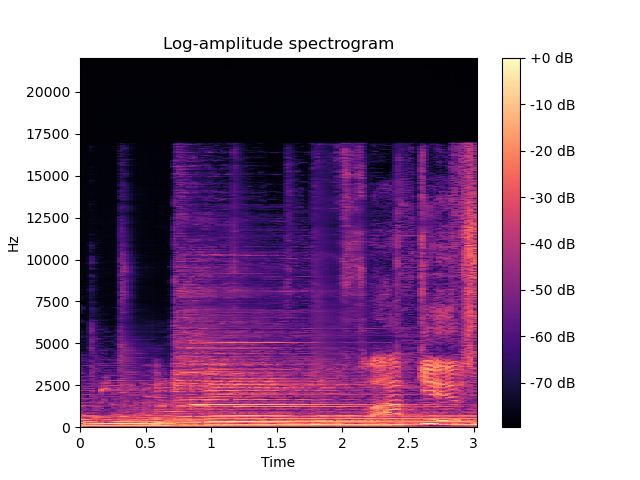 Log-amplitude spectrogram
Hz
20000
17500
15000
12500
10000
7500
5000
2500
0
0 0.5 1 1.5 2 2.5 3
Time
+0 dB
-10 dB
-20 dB
-30 dB
-40 dB
-50 dB
-60 dB
-70 dB